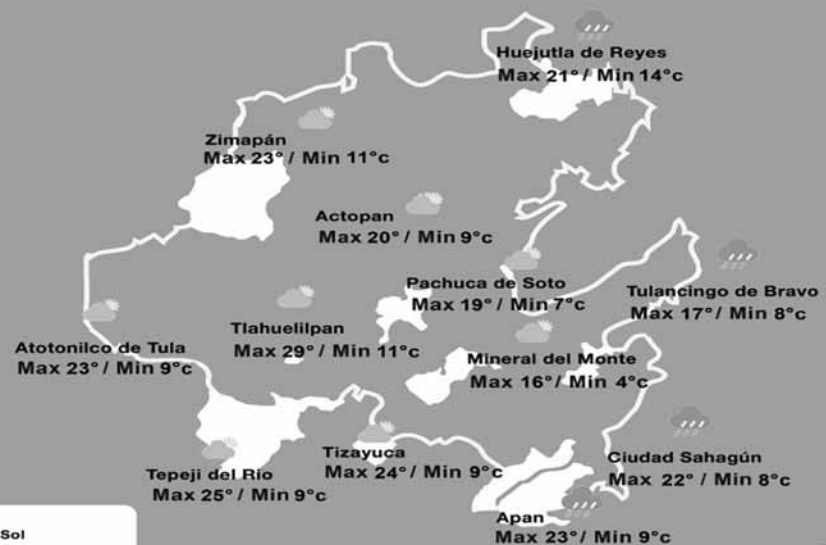 Huejutla de Reyes
Max 21° / Min 14°c
Zimapán
Max 23° / Min 11°c
Actopan
Max 20° / Min 9°c
Pachuca de Soto
Max 19° / Min 7°c
Tulancingo de Bravo
Max 17° / Min 8°c
Tlahuelilpan
Max 29° / Min 11°c
Atotonilco de Tula
Max 23° / Min 9°c
Mineral del Monte
Max 16° / Min 4°c
Tizayuca
Max 24° / Min 9°c
Ciudad Sahagún
Max 22° / Min 8°c
Tepeji del Río
Max 25° / Min 9°c
Apan
Max 23° / Min 9°c
Sol